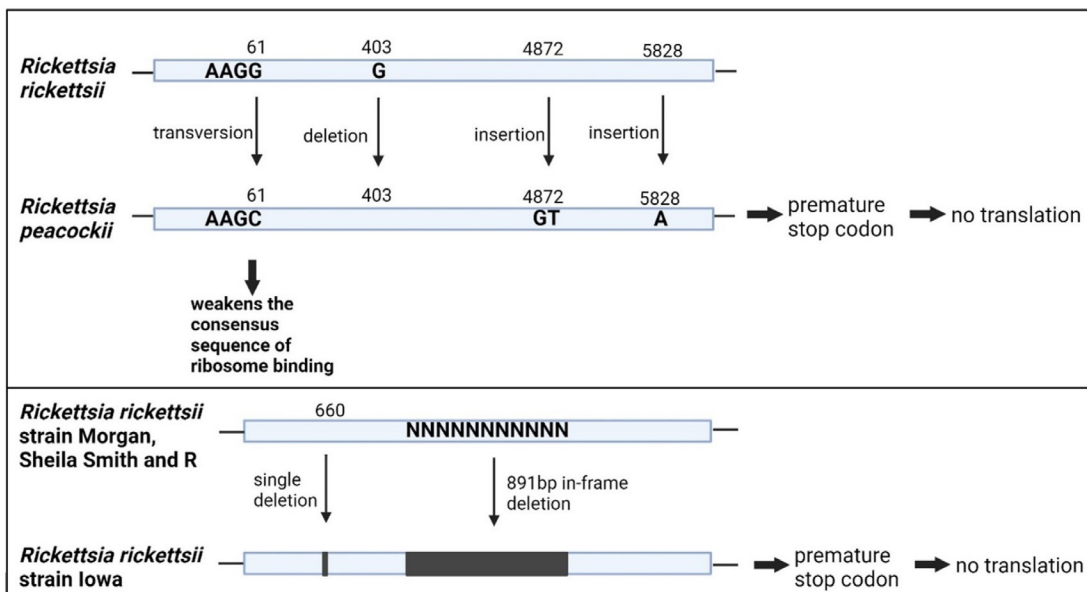 61 403 4872 5828
Rickettsia
rickettsii
AAGG G
transversion deletion insertion insertion
61 403 4872 5828
Rickettsia
peacockii
AAGC GT A
premature
stop codon
no translation
weakens the
consensus
sequence of
ribosome binding
Rickettsia rickettsii
strain Morgan,
Sheila Smith and R
660
NNNNNNNNNNN
single
deletion
891bp in-frame
deletion
Rickettsia rickettsii
strain Iowa
premature
stop codon
no translation